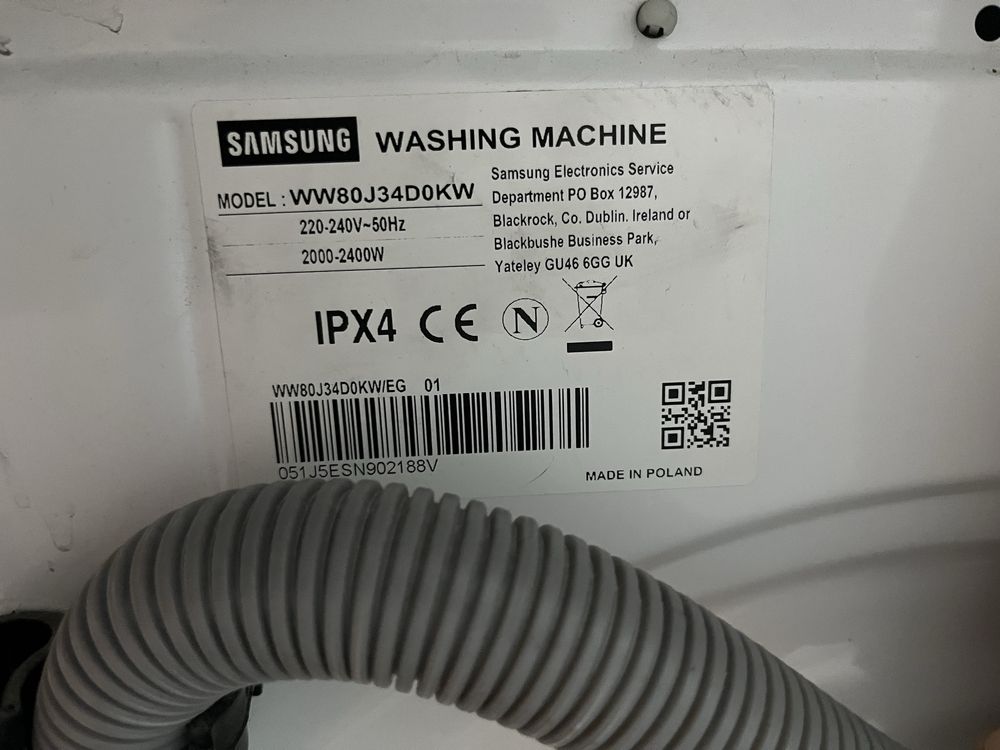 SAMSUNG WASHING MACHINE
MODEL : WW80J34D0KW
220-240V~50Hz
2000-2400W
Samsung Electronics Service
Department PO Box 12987,
Blackrock, Co. Dublin. Ireland or
Blackbushe Business Park,
Yateley GU46 6GG UK
IPX4 CE N
WW80J34D0KW/EG 01
051J5ESN902188V
MADE IN POLAND